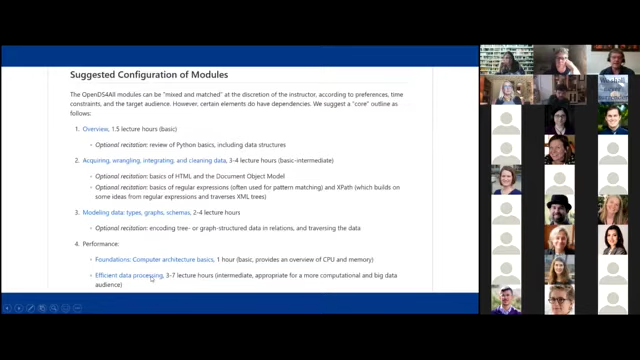 Suggested Configuration of Modules
The OpenDS4All modules can be "mixed and matched" at the discretion of the instructor, according to preferences, time
constraints, and the target audience. However, certain elements do have dependencies. We suggest a "core" outline as
follows:
1. Overview, 1.5 lecture hours (basic)
• Optional recitation: review of Python basics, including data structures
2. Acquiring, wrangling, integrating, and cleaning data, 3-4 lecture hours (basic-intermediate)
• Optional recitation: basics of HTML and the Document Object Model
• Optional recitation: basics of regular expressions (often used for pattern matching) and XPath (which builds on
some ideas from regular expressions and traverses XML trees)
3. Modeling data: types, graphs, schemas, 2-4 lecture hours
• Optional recitation: encoding tree- or graph-structured data in relations, and traversing the data
4. Performance:
• Foundations: Computer architecture basics, 1 hour (basic, provides an overview of CPU and memory)
• Efficient data processing, 3-7 lecture hours (intermediate, appropriate for a more computational and big data
audience)
We shall
never
surrender